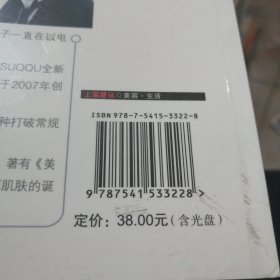 子一直在以电
SUQQU全新
于2007年创
种打破常规
著有《美
肌肤的诞
上架建议◎美容·生活
ISBN 978-7-5415-3322-8
9 787541 533228 >
定价：38.00元(含光盘)